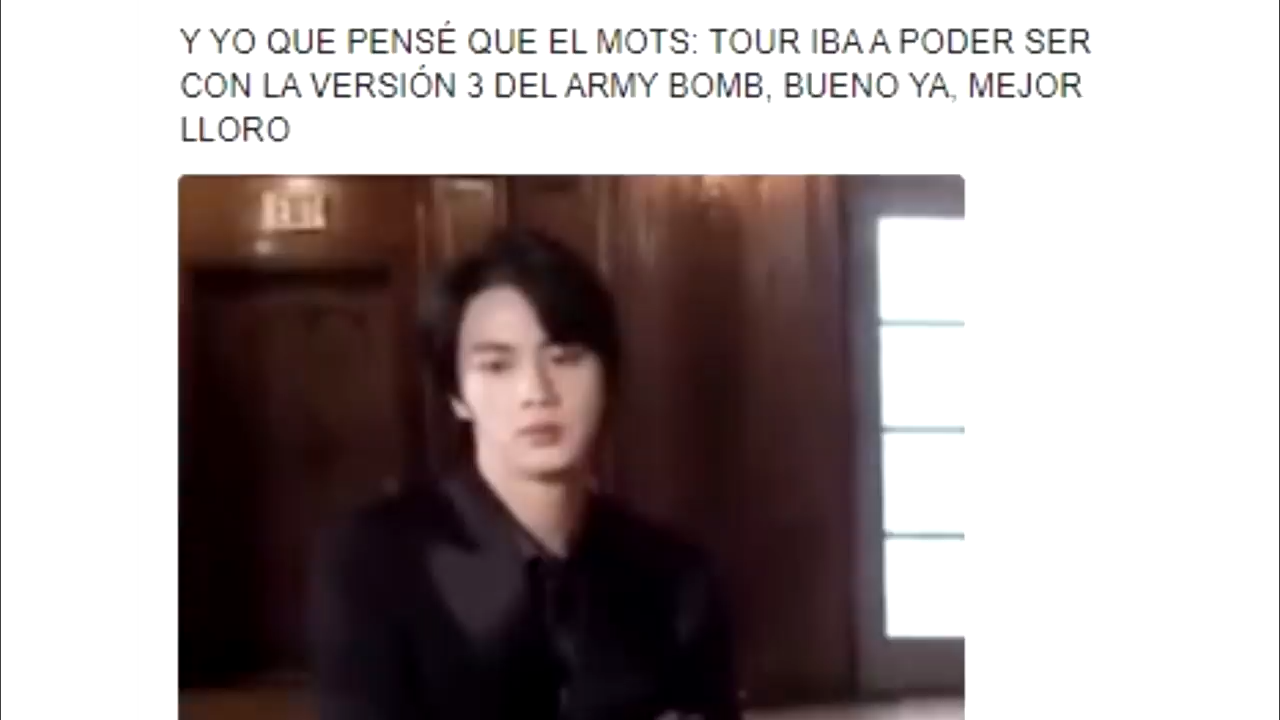 Y YO QUE PENSÉ QUE EL MOTS: TOUR IBA A PODER SER
CON LA VERSIÓN 3 DEL ARMY BOMB, BUENO YA, MEJOR
LLORO